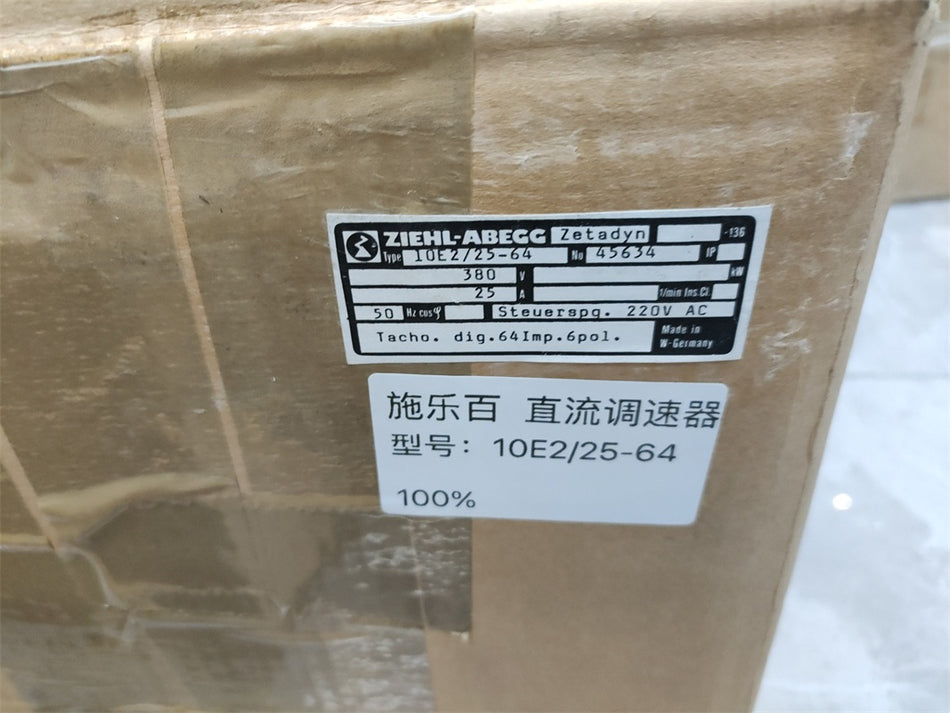 ZIEHL-ABEGG Zetadyn -136
Type 10E2/25-64 No 45634 IP
380 V kW
25 A 1/min Ins.Cl.
50 Hz cosφ Steuerspg. 220V AC
Tacho. dig.64Imp.6pol. Made in
W-Germany
施乐百 直流调速器
型号：10E2/25-64
100%